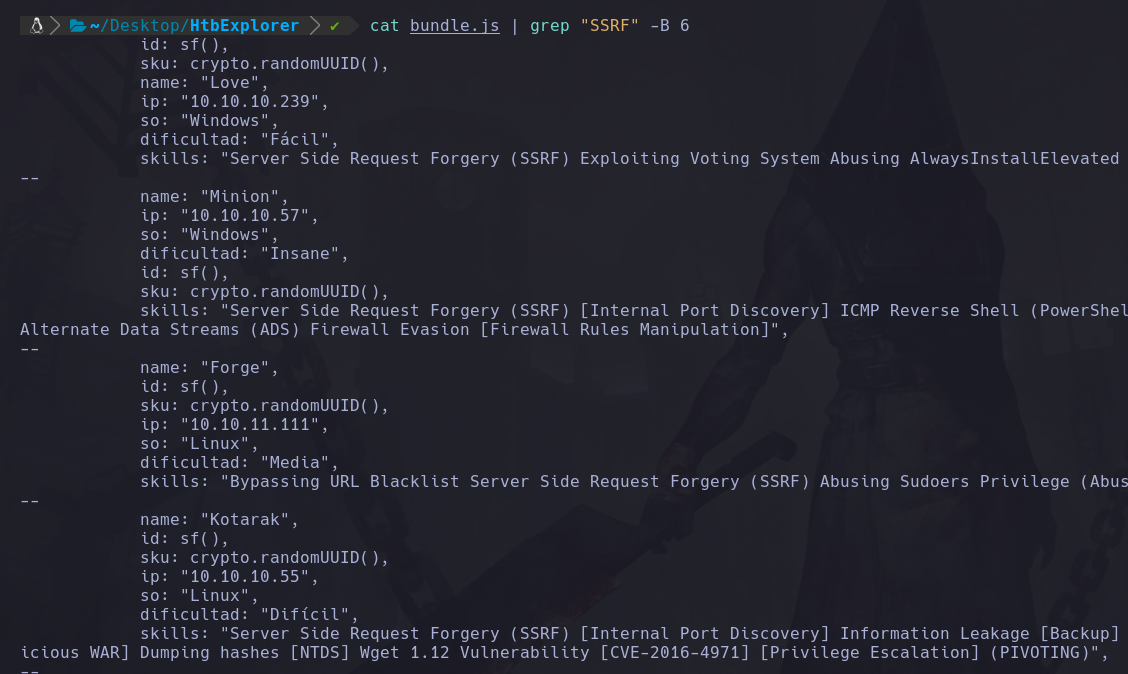 ~/Desktop/HtbExplorer ✔ cat bundle.js | grep "SSRF" -B 6
id: sf(),
sku: crypto.randomUUID(),
name: "Love",
ip: "10.10.10.239",
so: "Windows",
dificultad: "Fácil",
skills: "Server Side Request Forgery (SSRF) Exploiting Voting System Abusing AlwaysInstallElevated
--
name: "Minion",
ip: "10.10.10.57",
so: "Windows",
dificultad: "Insane",
id: sf(),
sku: crypto.randomUUID(),
skills: "Server Side Request Forgery (SSRF) [Internal Port Discovery] ICMP Reverse Shell (PowerShel
Alternate Data Streams (ADS) Firewall Evasion [Firewall Rules Manipulation]",
--
name: "Forge",
id: sf(),
sku: crypto.randomUUID(),
ip: "10.10.11.111",
so: "Linux",
dificultad: "Media",
skills: "Bypassing URL Blacklist Server Side Request Forgery (SSRF) Abusing Sudoers Privilege (Abus
--
name: "Kotarak",
id: sf(),
sku: crypto.randomUUID(),
ip: "10.10.10.55",
so: "Linux",
dificultad: "Difícil",
skills: "Server Side Request Forgery (SSRF) [Internal Port Discovery] Information Leakage [Backup]
icious WAR] Dumping hashes [NTDS] Wget 1.12 Vulnerability [CVE-2016-4971] [Privilege Escalation] (PIVOTING)",
--